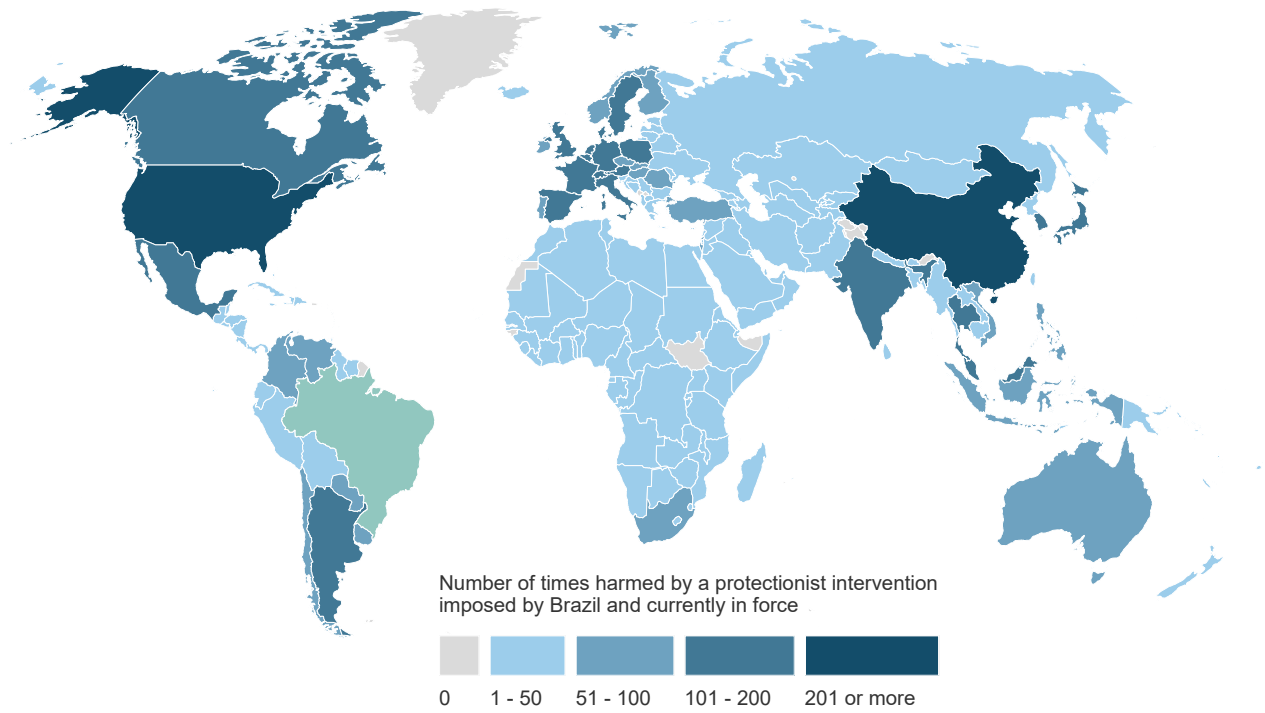 Number of times harmed by a protectionist intervention
imposed by Brazil and currently in force
0
1 - 50
51 - 100
101 - 200
201 or more